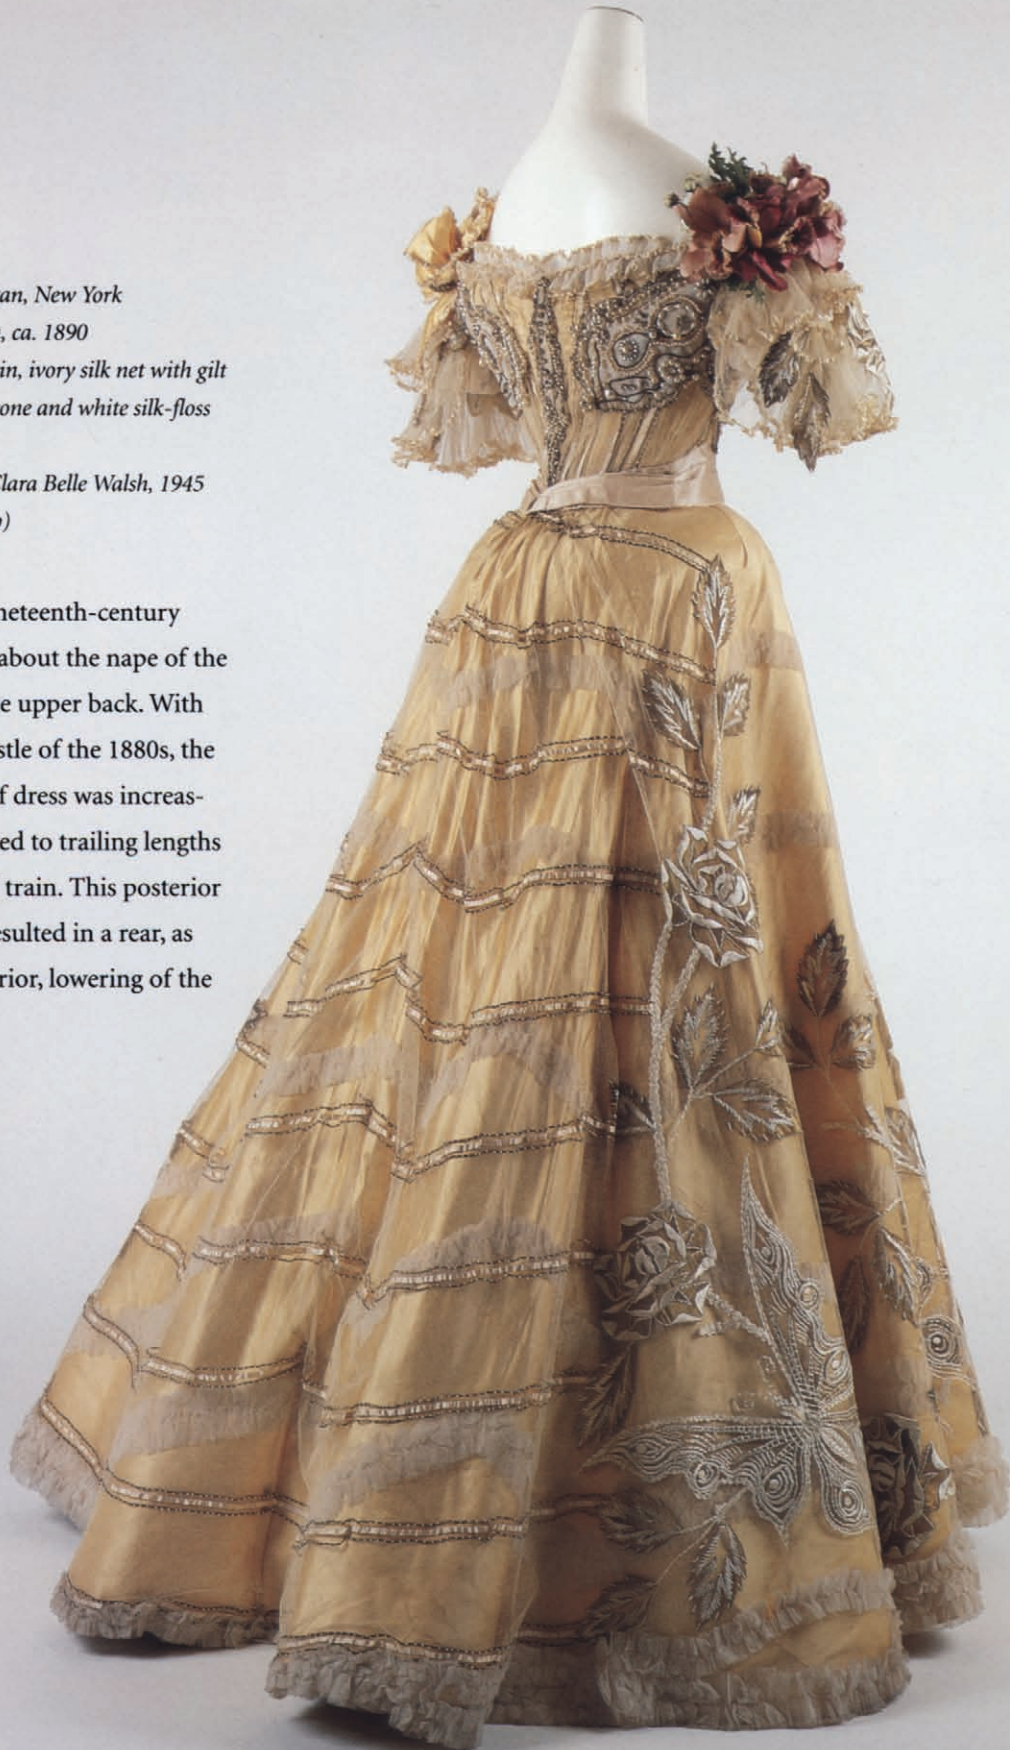 an, New York
, ca. 1890
in, ivory silk net with gilt
one and white silk-floss
lara Belle Walsh, 1945
)
neteenth-century
about the nape of the
e upper back. With
stle of the 1880s, the
f dress was increas-
ed to trailing lengths
train. This posterior
esulted in a rear, as
rior, lowering of the